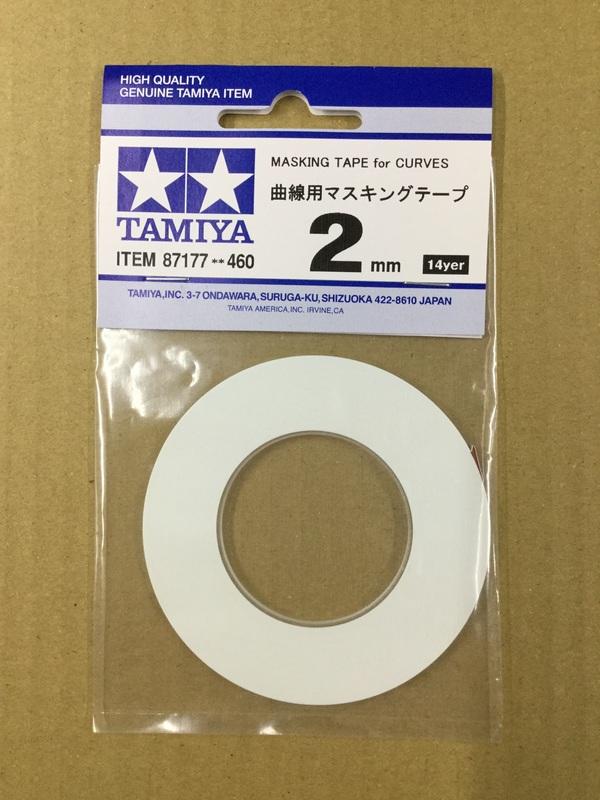 HIGH QUALITY
GENUINE TAMIYA ITEM
MASKING TAPE for CURVES
曲線用マスキングテープ
TAMIYA
2 mm
14yer
ITEM 87177**460
TAMIYA,INC. 3-7 ONDAWARA,SURUGA-KU,SHIZUOKA 422-8610 JAPAN
TAMIYA AMERICA,INC. IRVINE,CA